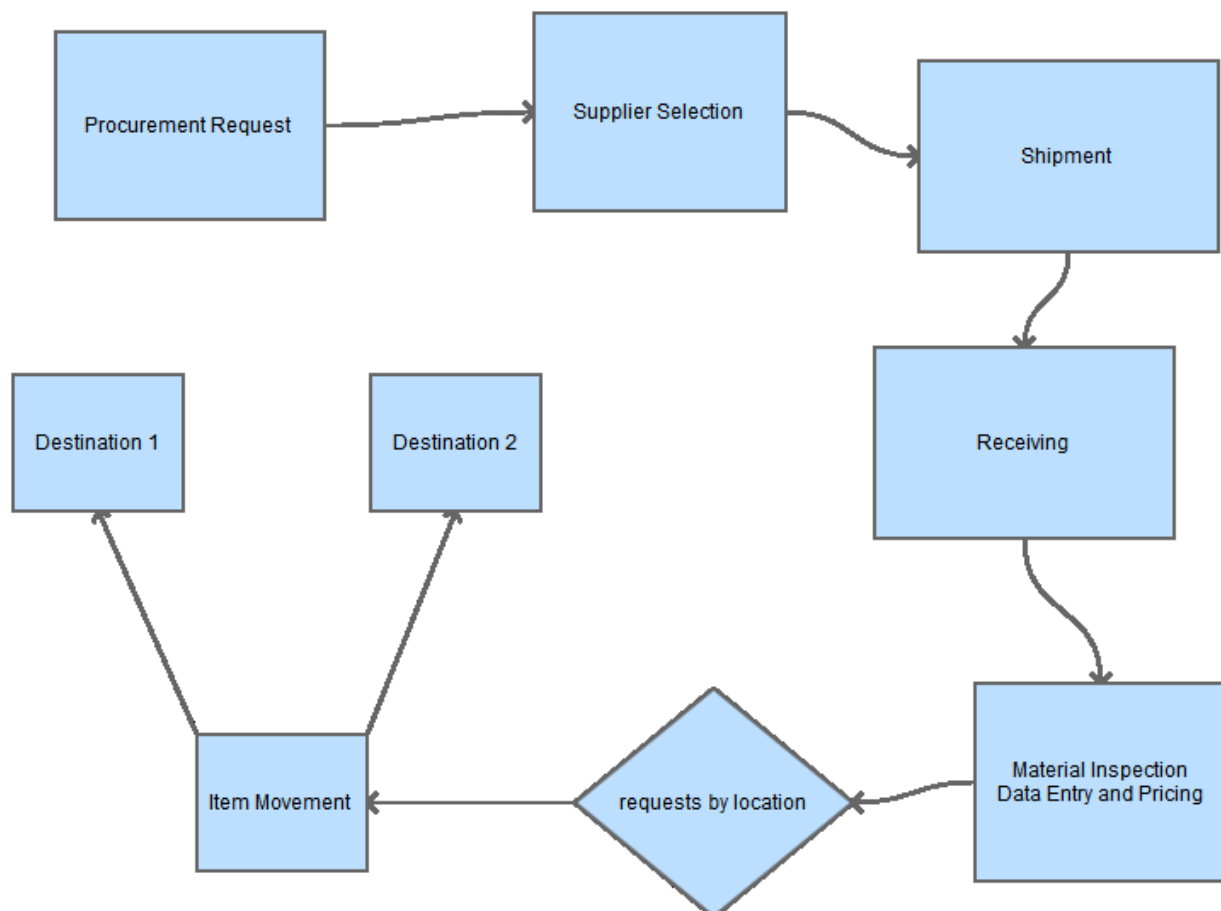 Procurement Request
Supplier Selection
Shipment
Receiving
Material Inspection
Data Entry and Pricing
requests by location
Item Movement
Destination 1
Destination 2